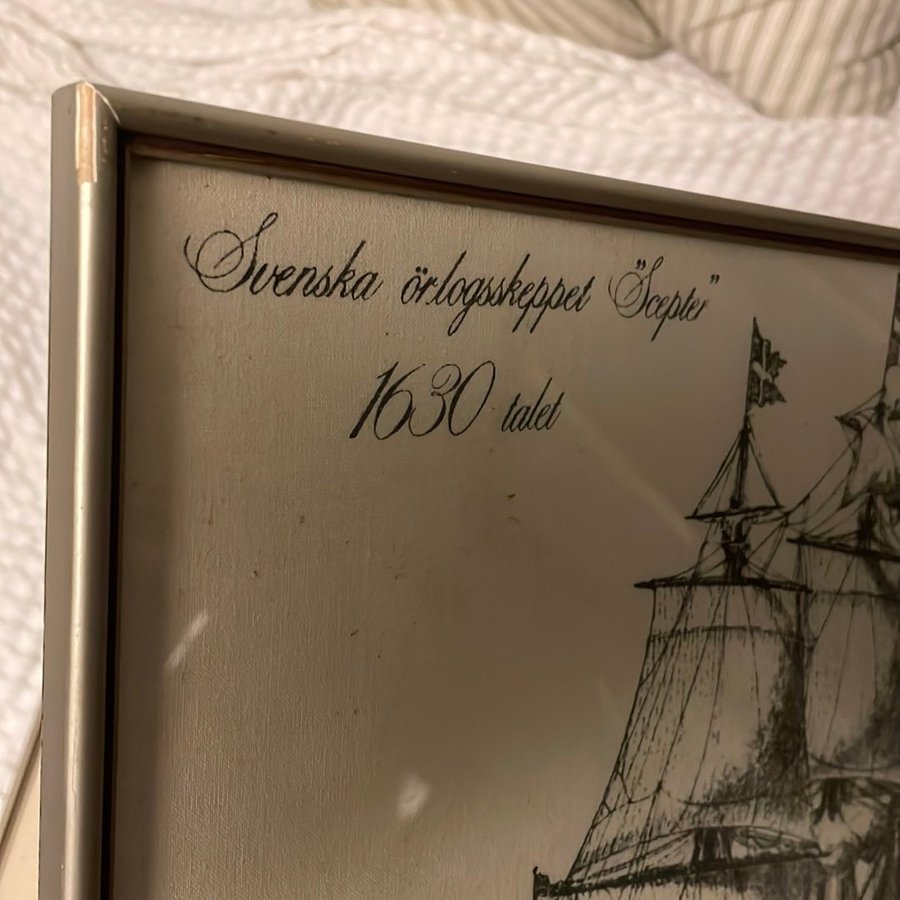 Svenska örlogsskeppet "Scepter"
1630 talet